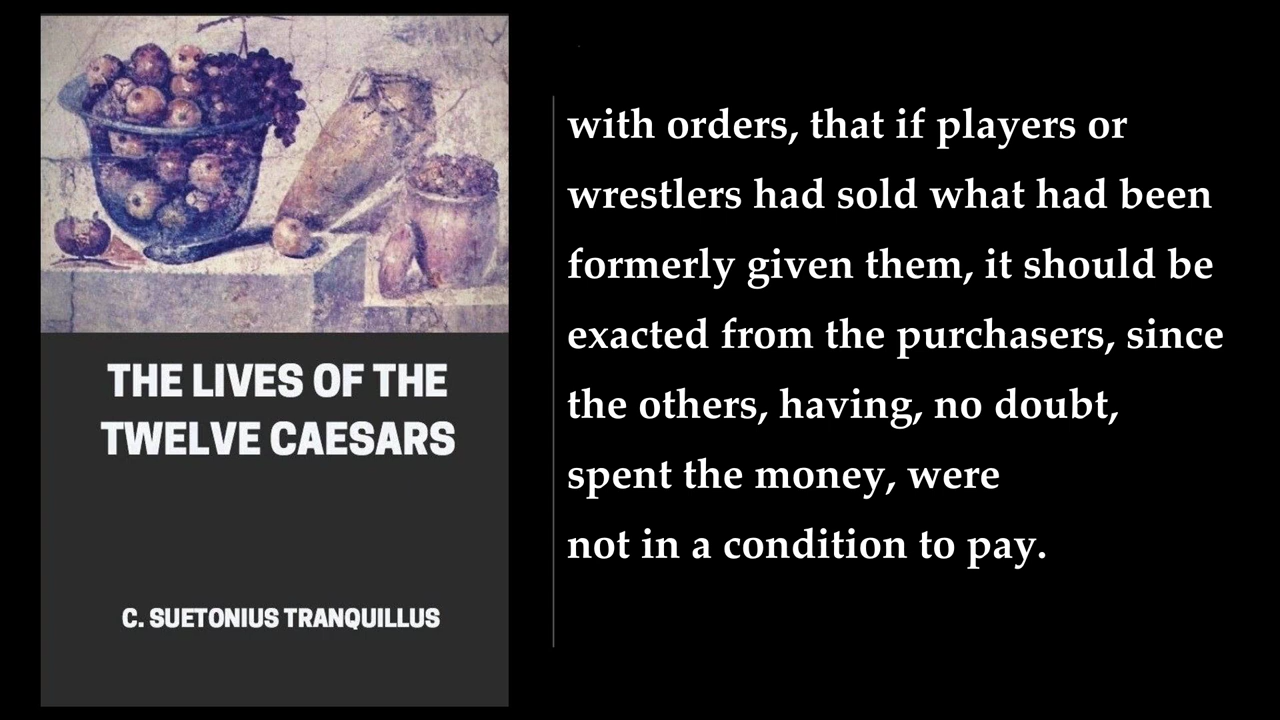 THE LIVES OF THE
TWELVE CAESARS
C. SUETONIUS TRANQUILLUS
with orders, that if players or
wrestlers had sold what had been
formerly given them, it should be
exacted from the purchasers, since
the others, having, no doubt,
spent the money, were
not in a condition to pay.